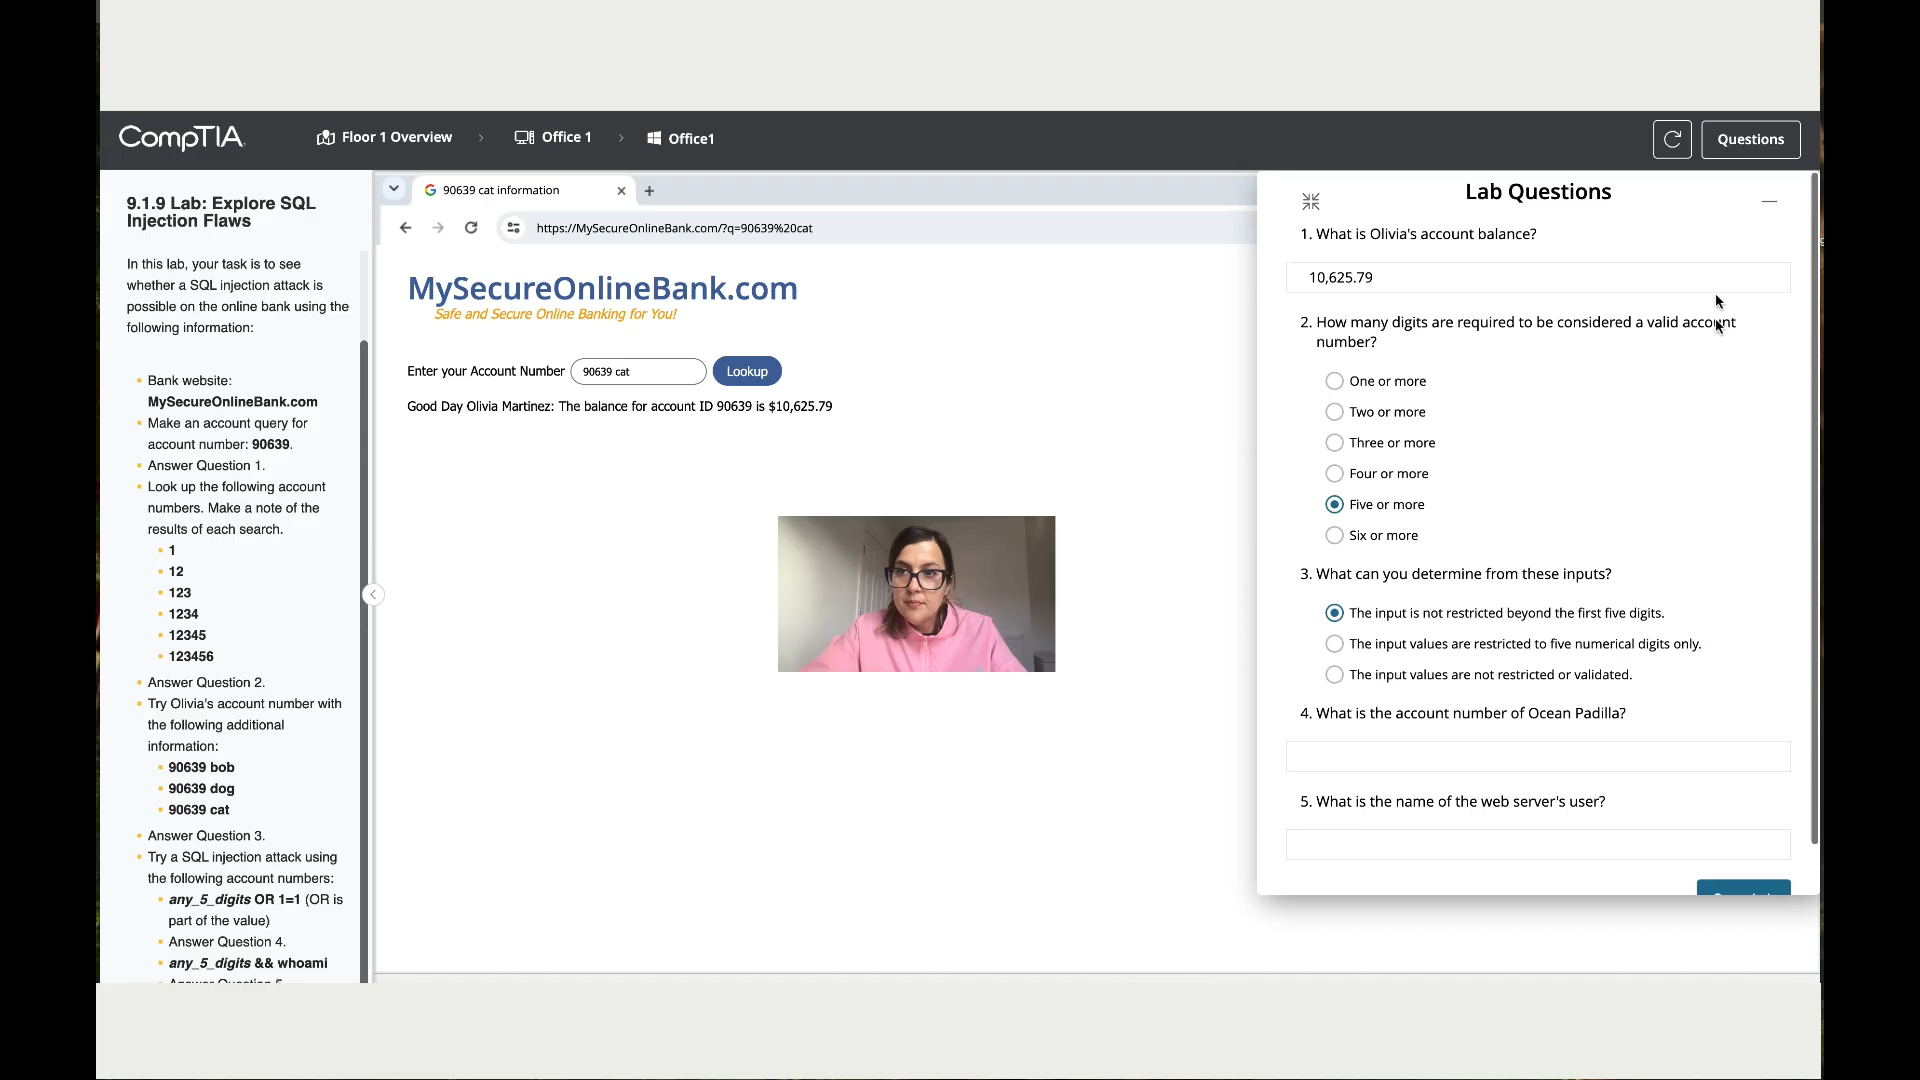 CompTIA.
Floor 1 Overview
Office 1
Office1
Questions
9.1.9 Lab: Explore SQL
Injection Flaws
In this lab, your task is to see
whether a SQL injection attack is
possible on the online bank using the
following information:
Bank website:
MySecureOnlineBank.com
Make an account query for
account number: 90639.
Answer Question 1.
Look up the following account
numbers. Make a note of the
results of each search.
1
12
123
1234
12345
123456
Answer Question 2.
Try Olivia's account number with
the following additional
information:
90639 bob
90639 dog
90639 cat
Answer Question 3.
Try a SQL injection attack using
the following account numbers:
any_5_digits OR 1=1 (OR is
part of the value)
Answer Question 4.
any_5_digits && whoami
90639 cat information
https://MySecureOnlineBank.com/?q=90639%20cat
MySecureOnlineBank.com
Safe and Secure Online Banking for You!
Enter your Account Number 90639 cat Lookup
Good Day Olivia Martinez: The balance for account ID 90639 is $10,625.79
Lab Questions
1. What is Olivia's account balance?
10,625.79
2. How many digits are required to be considered a valid account
number?
One or more
Two or more
Three or more
Four or more
Five or more
Six or more
3. What can you determine from these inputs?
The input is not restricted beyond the first five digits.
The input values are restricted to five numerical digits only.
The input values are not restricted or validated.
4. What is the account number of Ocean Padilla?
5. What is the name of the web server's user?